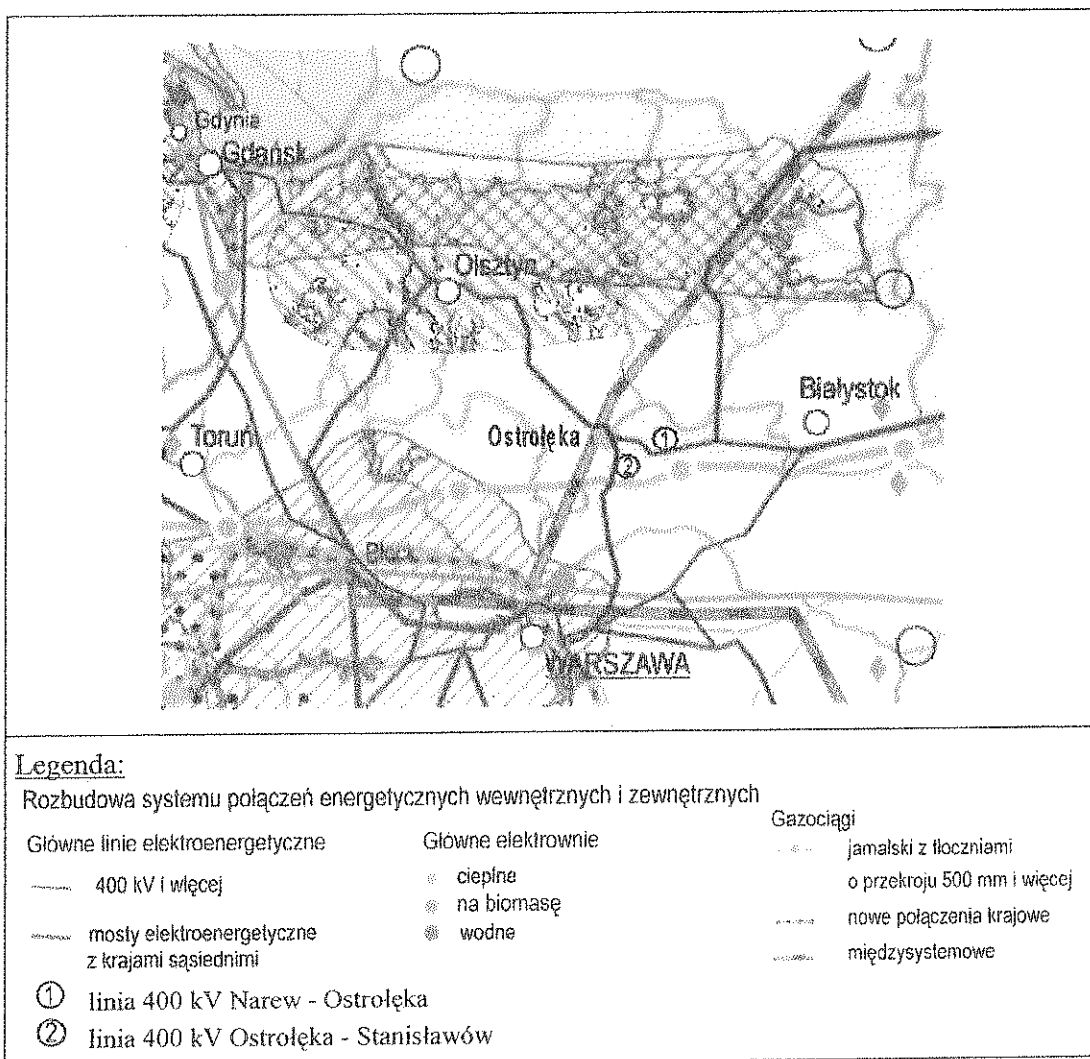 Gdynia
Gdańsk
Olsztyn
Białystok
Ostrołęka
①
Toruń
②
WARSZAWA
Legenda:
Rozbudowa systemu połączeń energetycznych wewnętrznych i zewnętrznych
Główne linie elektroenergetyczne
400 kV i więcej
mosty elektroenergetyczne
z krajami sąsiednimi
Główne elektrownie
cieplne
na biomasę
wodne
Gazociągi
jamalski z tłoczniami
o przekroju 500 mm i więcej
nowe połączenia krajowe
międzysystemowe
① linia 400 kV Narew - Ostrołęka
② linia 400 kV Ostrołęka - Stanisławów